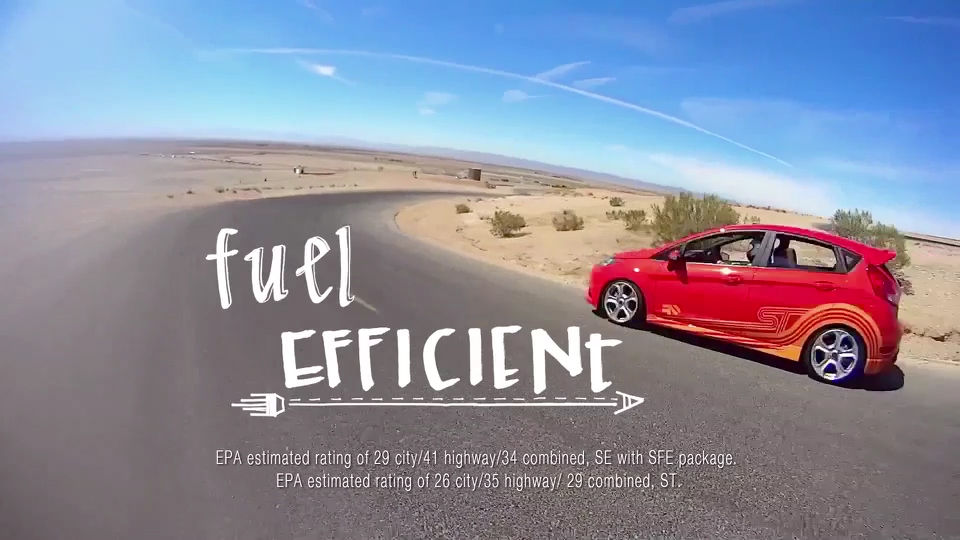 fuel
EFFICIENt
ST
EPA estimated rating of 29 city/41 highway/34 combined, SE with SFE package.
EPA estimated rating of 26 city/35 highway/ 29 combined, ST.